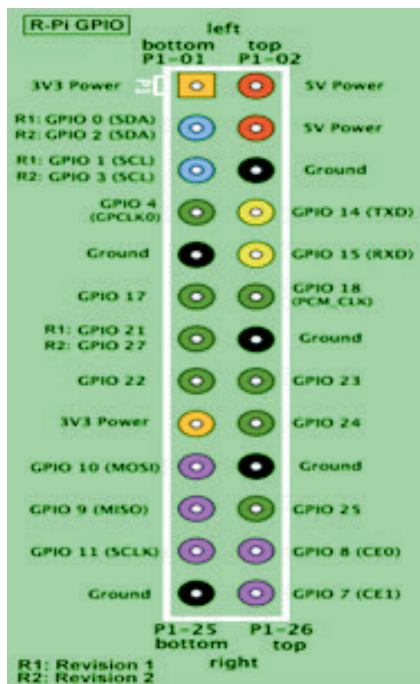 R-Pi GPIO
left
bottom top
P1-01 P1-02
3V3 Power 5V Power
R1: GPIO 0 (SDA)
R2: GPIO 2 (SDA)
5V Power
R1: GPIO 1 (SCL)
R2: GPIO 3 (SCL)
Ground
GPIO 4
(GPCLK0)
GPIO 14 (TXD)
Ground GPIO 15 (RXD)
GPIO 17
GPIO 18
(PCM_CLK)
R1: GPIO 21
R2: GPIO 27
Ground
GPIO 22 GPIO 23
3V3 Power GPIO 24
GPIO 10 (MOSI) Ground
GPIO 9 (MISO) GPIO 25
GPIO 11 (SCLK) GPIO 8 (CE0)
Ground GPIO 7 (CE1)
P1-25 P1-26
bottom top
right
R1: Revision 1
R2: Revision 2